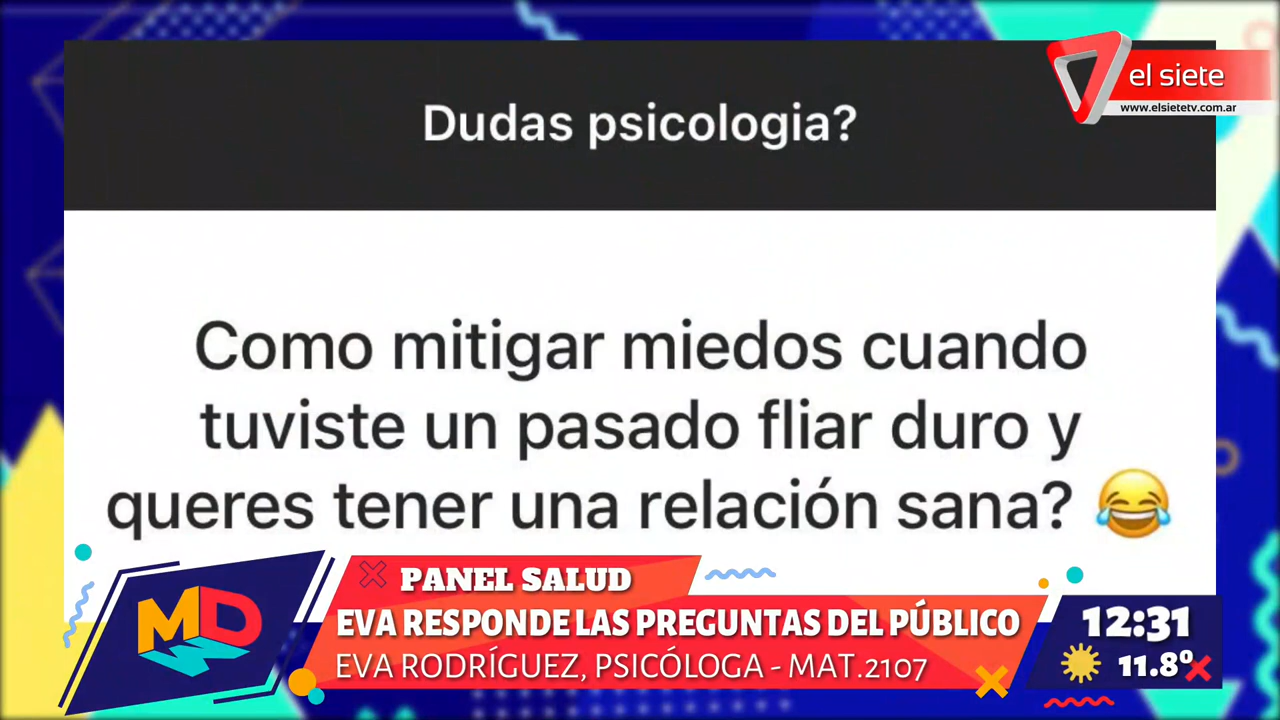 el siete
www.elsietetv.com.ar
Dudas psicologia?
Como mitigar miedos cuando
tuviste un pasado fliar duro y
queres tener una relación sana? 😂
MD
PANEL SALUD
EVA RESPONDE LAS PREGUNTAS DEL PÚBLICO
EVA RODRÍGUEZ, PSICÓLOGA - MAT.2107
12:31
11.8º